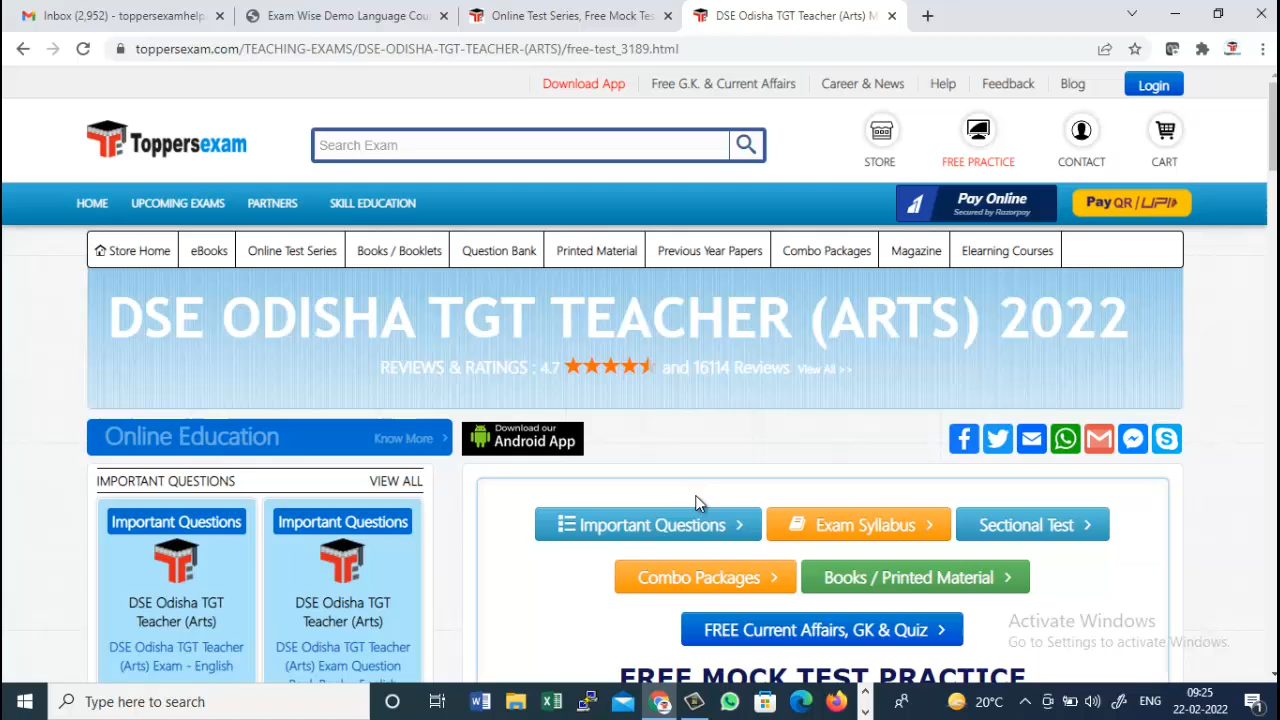 Inbox (2,952) - toppersexamhelp.
Exam Wise Demo Language Cou
Online Test Series, Free Mock Tes
DSE Odisha TGT Teacher (Arts) M
toppersexam.com/TEACHING-EXAMS/DSE-ODISHA-TGT-TEACHER-(ARTS)/free-test_3189.html
Download App
Free G.K. & Current Affairs
Career & News
Help
Feedback
Blog
Login
Toppersexam
Search Exam
STORE
FREE PRACTICE
CONTACT
CART
HOME
UPCOMING EXAMS
PARTNERS
SKILL EDUCATION
Pay Online
Secured by Razorpay
Pay QR / UPI
Store Home
eBooks
Online Test Series
Books / Booklets
Question Bank
Printed Material
Previous Year Papers
Combo Packages
Magazine
Elearning Courses
DSE ODISHA TGT TEACHER (ARTS) 2022
REVIEWS & RATINGS : 4.7 and 16114 Reviews View All >>
Online Education
Know More
Download our
Android App
IMPORTANT QUESTIONS
VIEW ALL
Important Questions
DSE Odisha TGT
Teacher (Arts)
DSE Odisha TGT Teacher
(Arts) Exam - English
Important Questions
DSE Odisha TGT
Teacher (Arts)
DSE Odisha TGT Teacher
(Arts) Exam Question
Important Questions
Exam Syllabus
Sectional Test
Combo Packages
Books / Printed Material
FREE Current Affairs, GK & Quiz
FREE MOCK TEST PRACTICE
Activate Windows
Go to Settings to activate Windows.
Type here to search
20°C
ENG
09:25
22-02-2022